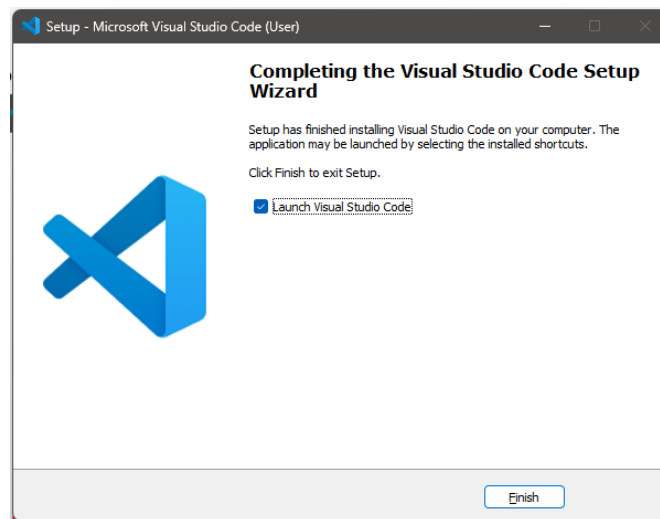 Setup - Microsoft Visual Studio Code (User)
Completing the Visual Studio Code Setup
Wizard
Setup has finished installing Visual Studio Code on your computer. The
application may be launched by selecting the installed shortcuts.
Click Finish to exit Setup.
Launch Visual Studio Code
Finish